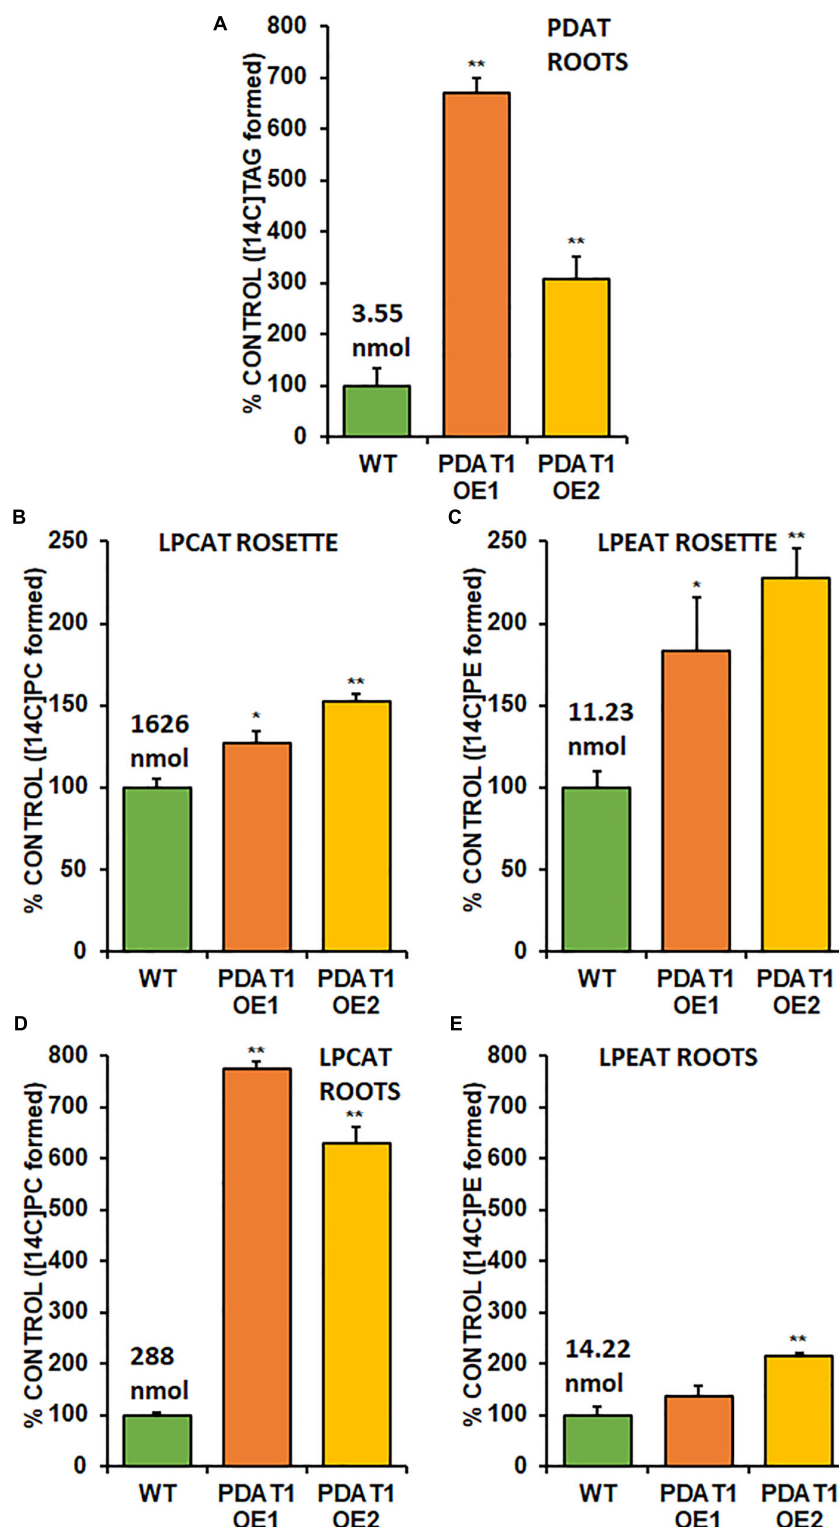 A
% CONTROL ([14C]TAG formed)
800
700
600
500
400
300
200
100
0
PDAT
ROOTS
**
**
3.55
nmol
WT
PDAT1
OE1
PDAT1
OE2
B
% CONTROL ([14C]PC formed)
250
200
150
100
50
0
LPCAT ROSETTE
1626
nmol
*
**
WT
PDAT1
OE1
PDAT1
OE2
C
% CONTROL ([14C]PE formed)
250
200
150
100
50
0
LPEAT ROSETTE
11.23
nmol
*
**
WT
PDAT1
OE1
PDAT1
OE2
D
% CONTROL ([14C]PC formed)
800
700
600
500
400
300
200
100
0
LPCAT
ROOTS
288
nmol
**
**
WT
PDAT1
OE1
PDAT1
OE2
E
% CONTROL ([14C]PE formed)
800
700
600
500
400
300
200
100
0
LPEAT ROOTS
14.22
nmol
**
WT
PDAT1
OE1
PDAT1
OE2